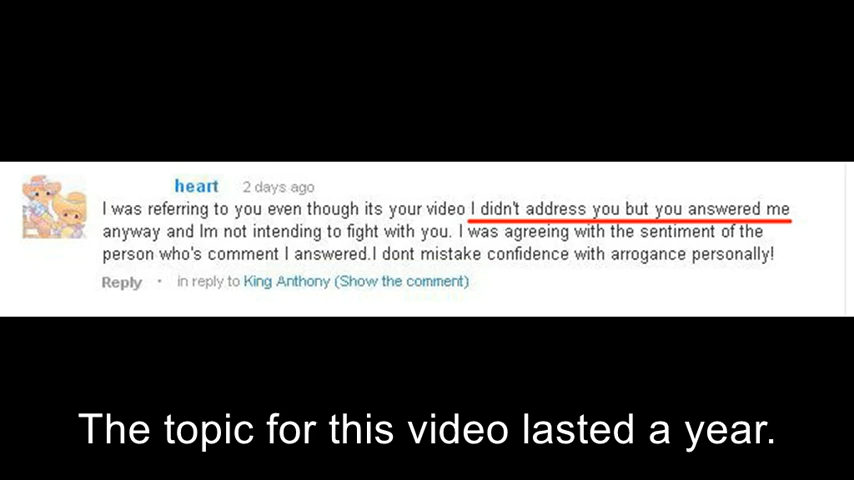 heart 2 days ago
I was referring to you even though its your video I didn't address you but you answered me
anyway and Im not intending to fight with you. I was agreeing with the sentiment of the
person who's comment I answered.I dont mistake confidence with arrogance personally!
Reply · in reply to King Anthony (Show the comment)
The topic for this video lasted a year.